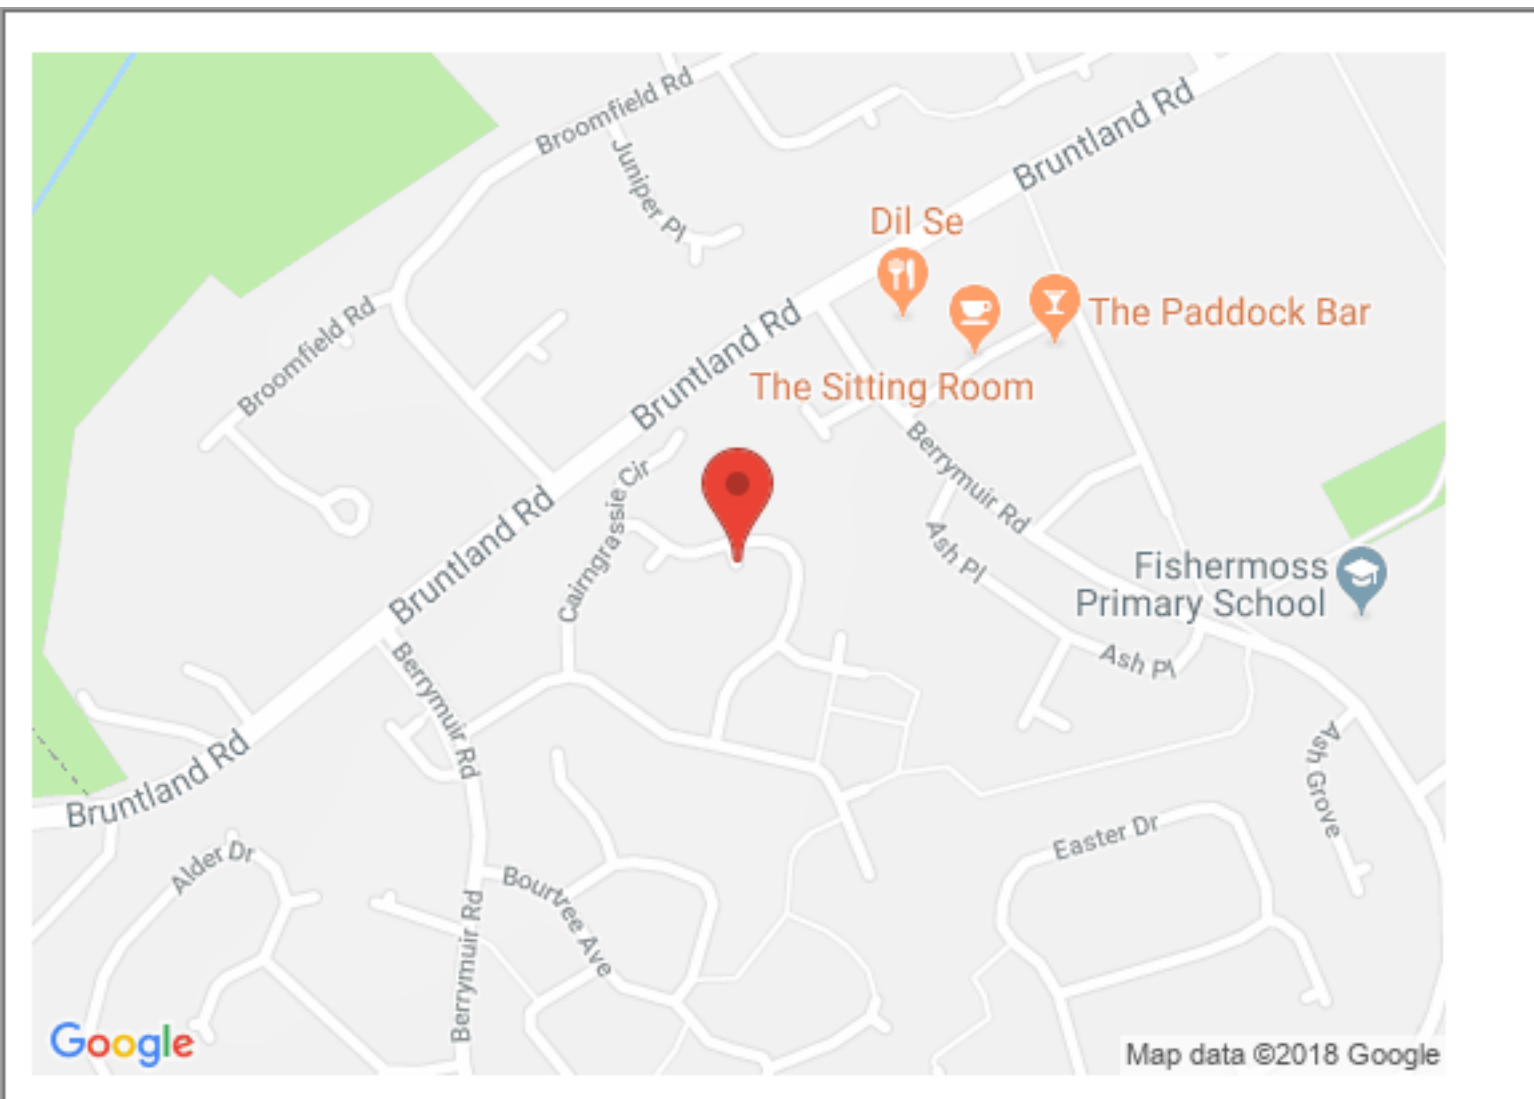 Broomfield Rd
Bruntland Rd
Juniper Pl
Dil Se
Broomfield Rd
Bruntland Rd
The Paddock Bar
The Sitting Room
Berrymuir Rd
Cairngrassie Cir
Bruntland Rd
Ash Pl
Fishermoss
Primary School
Ash Pl
Berrymuir Rd
Bruntland Rd
Ash Grove
Easter Dr
Alder Dr
Bourtree Ave
Berrymuir Rd
Google
Map data ©2018 Google